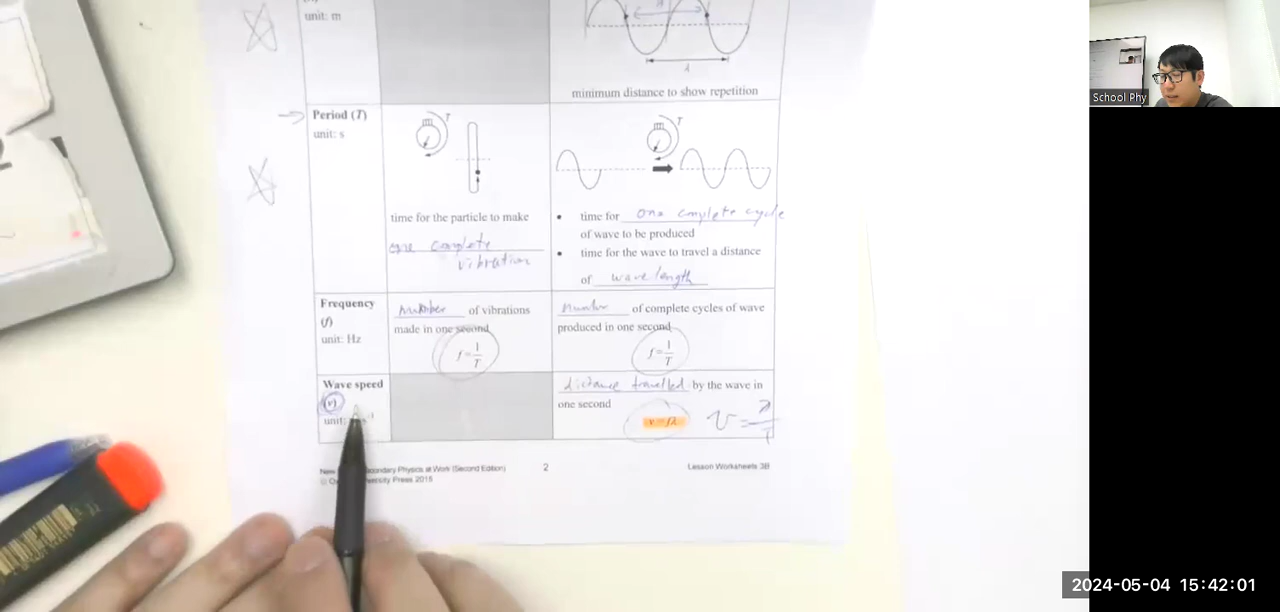 unit: m
λ
minimum distance to show repetition
Period (T)
unit: s
T
T
time for the particle to make
one complete
vibration
• time for one complete cycle
of wave to be produced
• time for the wave to travel a distance
of wavelength
Frequency
(f)
unit: Hz
number of vibrations
made in one second
f = 1/T
number of complete cycles of wave
produced in one second
f = 1/T
Wave speed
(v)
unit:
distance travelled by the wave in
one second
v = fλ
v = λ/T
New Secondary Physics at Work (Second Edition)
2
Lesson Worksheets 3B
University Press 2015
School Phy
2024-05-04 15:42:01